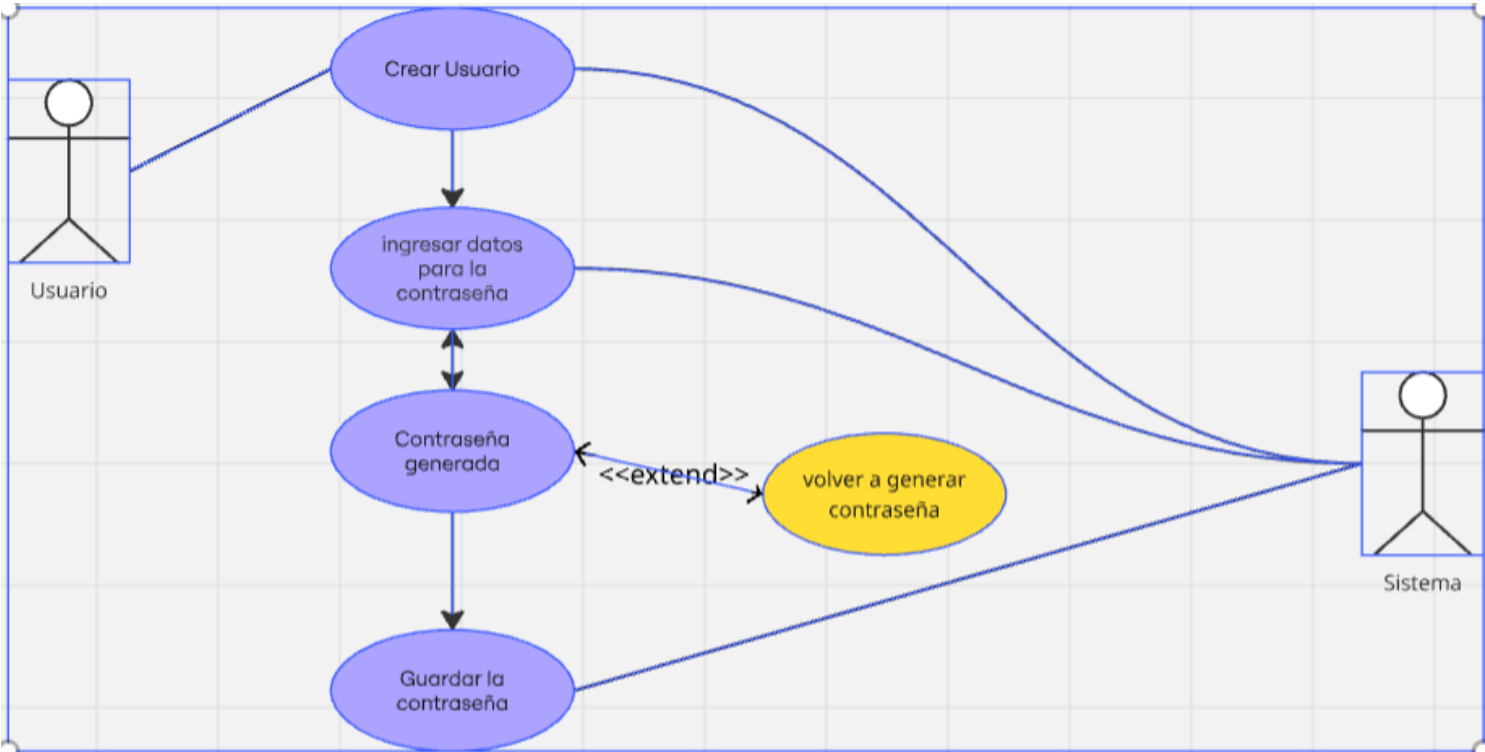 Crear Usuario
Usuario
ingresar datos
para la
contraseña
Contraseña
generada
<<extend>>
volver a generar
contraseña
Sistema
Guardar la
contraseña